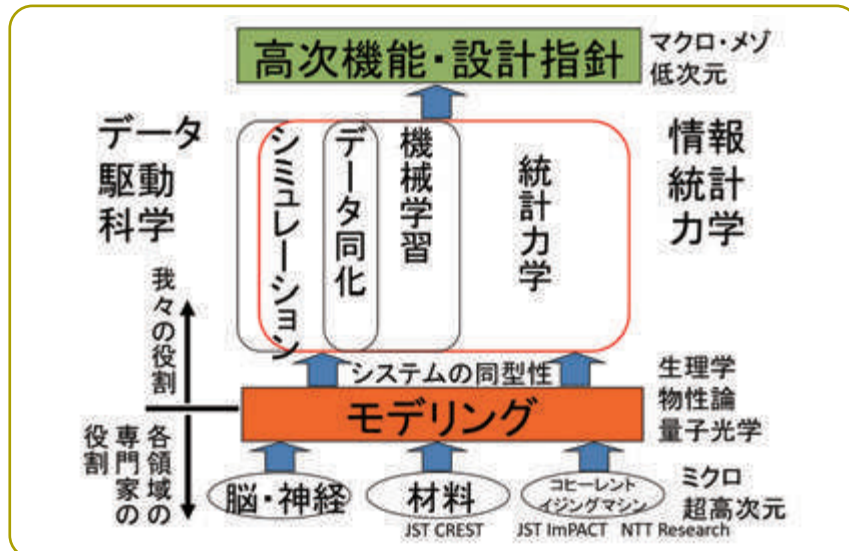 高次機能・設計指針
マクロ・メゾ
低次元
データ
駆動
科学
シミュレーション
データ同化
機械学習
統計力学
情報
統計
力学
我々の役割
システムの同型性
モデリング
生理学
物性論
量子光学
各領域の
専門家の
役割
脳・神経
材料
コヒーレント
イジングマシン
ミクロ
超高次元
JST CREST
JST ImPACT
NTT Research